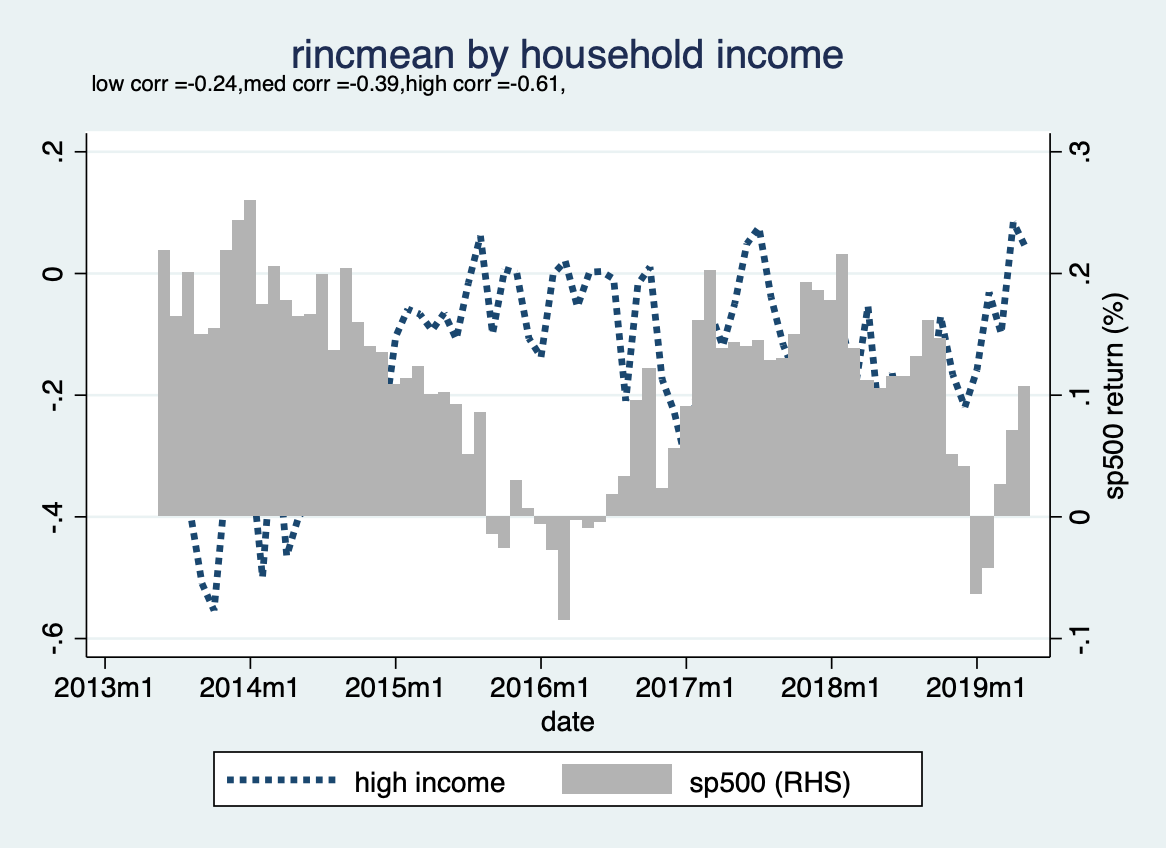 rincmean by household income
low corr =-0.24,med corr =-0.39,high corr =-0.61,
.2
0
-.2
-.4
-.6
.3
.2
.1
0
-.1
sp500 return (%)
2013m1 2014m1 2015m1 2016m1 2017m1 2018m1 2019m1
date
high income sp500 (RHS)